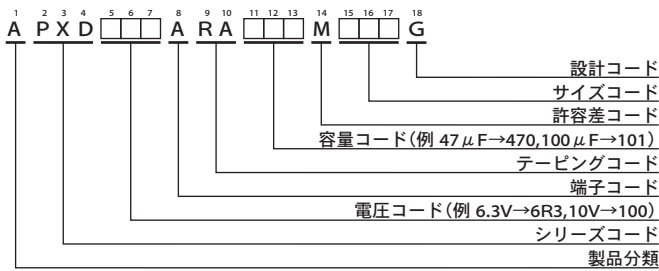 1 2 3 4 5 6 7 8 9 10 11 12 13 14 15 16 17 18
A PXD□□□ A RA □□□ M □□□ G
設計コード
サイズコード
許容差コード
容量コード(例 47μF→470,100μF→101)
テーピングコード
端子コード
電圧コード(例 6.3V→6R3,10V→100)
シリーズコード
製品分類